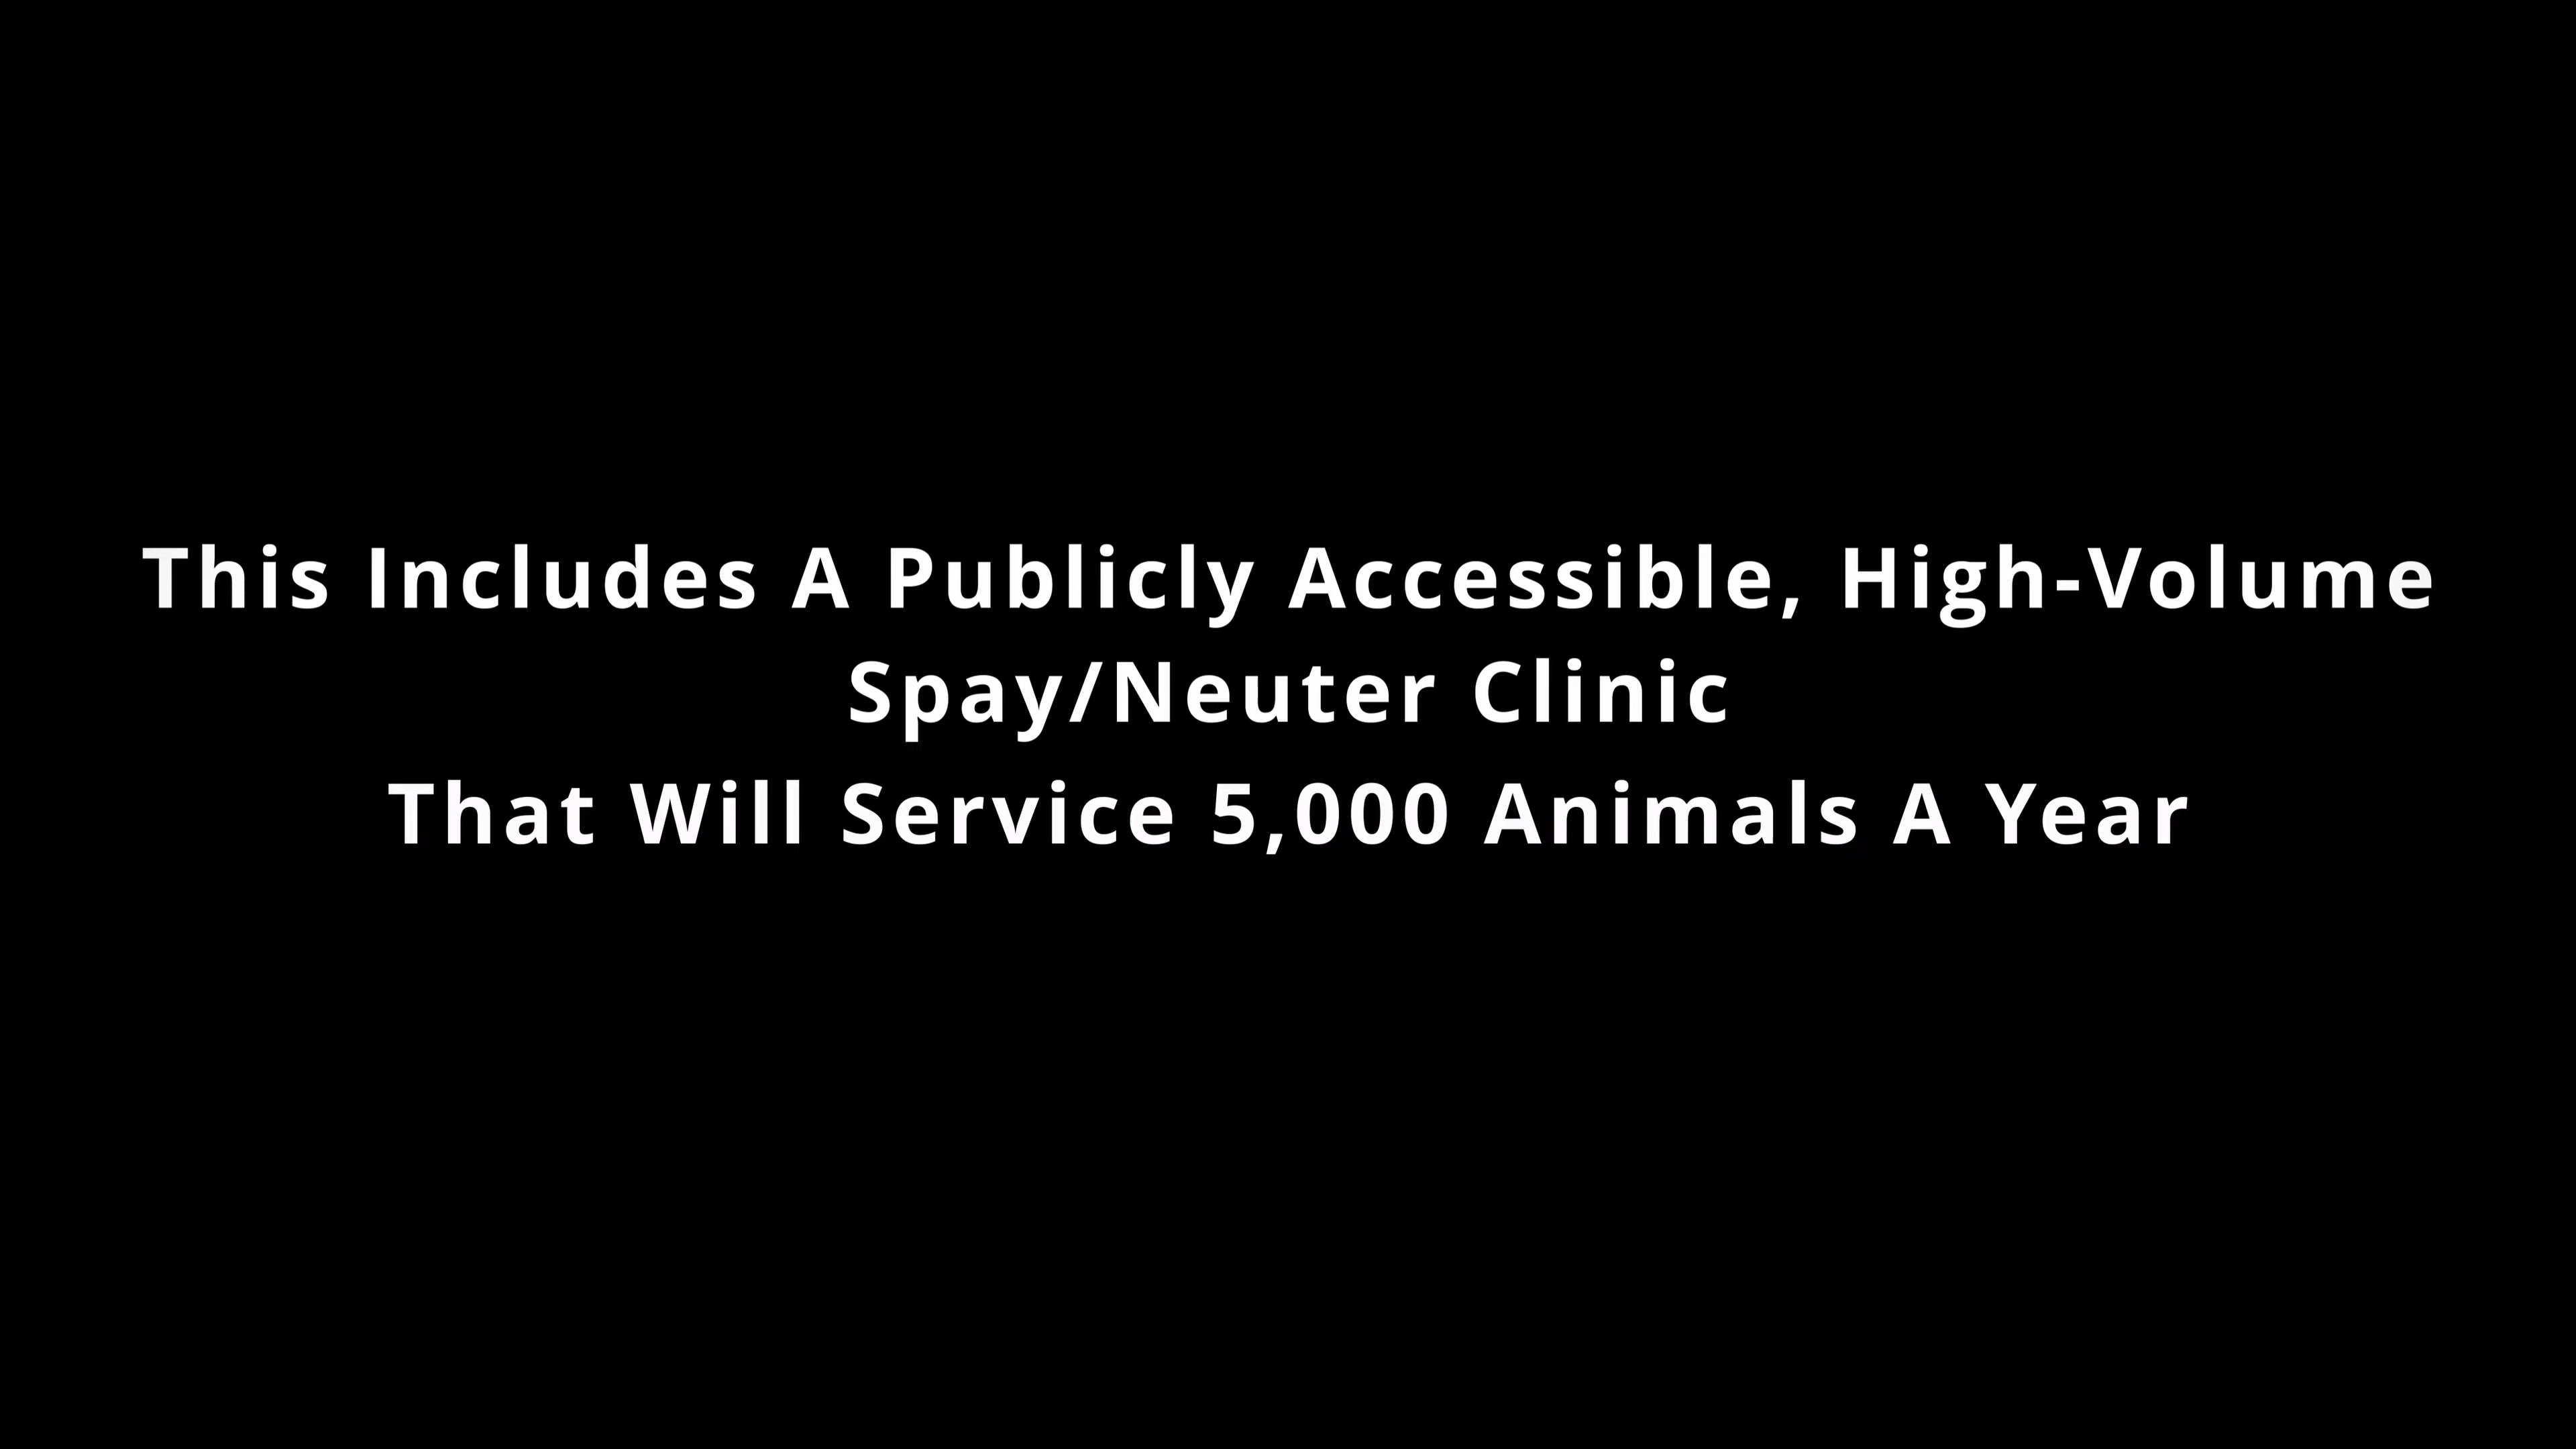 This Includes A Publicly Accessible, High-Volume
Spay/Neuter Clinic
That Will Service 5,000 Animals A Year